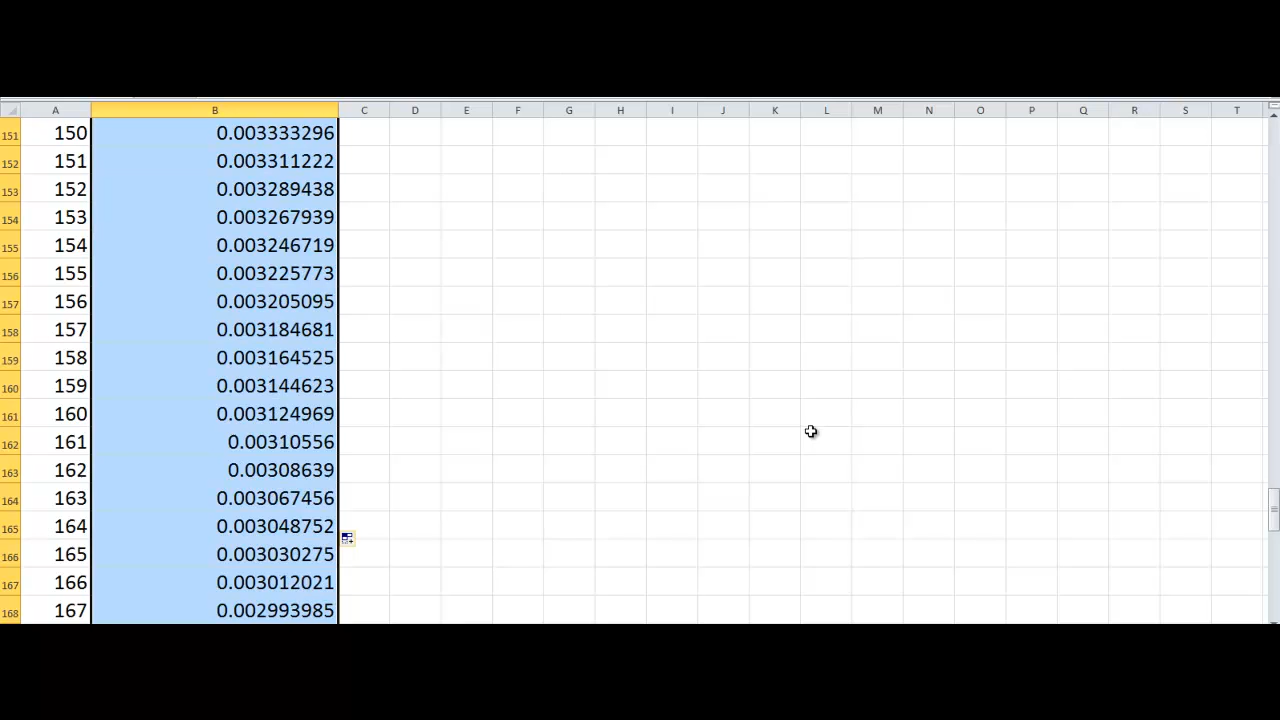 A B C D E F G H I J K L M N O P Q R S T
151 150 0.003333296
152 151 0.003311222
153 152 0.003289438
154 153 0.003267939
155 154 0.003246719
156 155 0.003225773
157 156 0.003205095
158 157 0.003184681
159 158 0.003164525
160 159 0.003144623
161 160 0.003124969
162 161 0.00310556
163 162 0.00308639
164 163 0.003067456
165 164 0.003048752
166 165 0.003030275
167 166 0.003012021
168 167 0.002993985